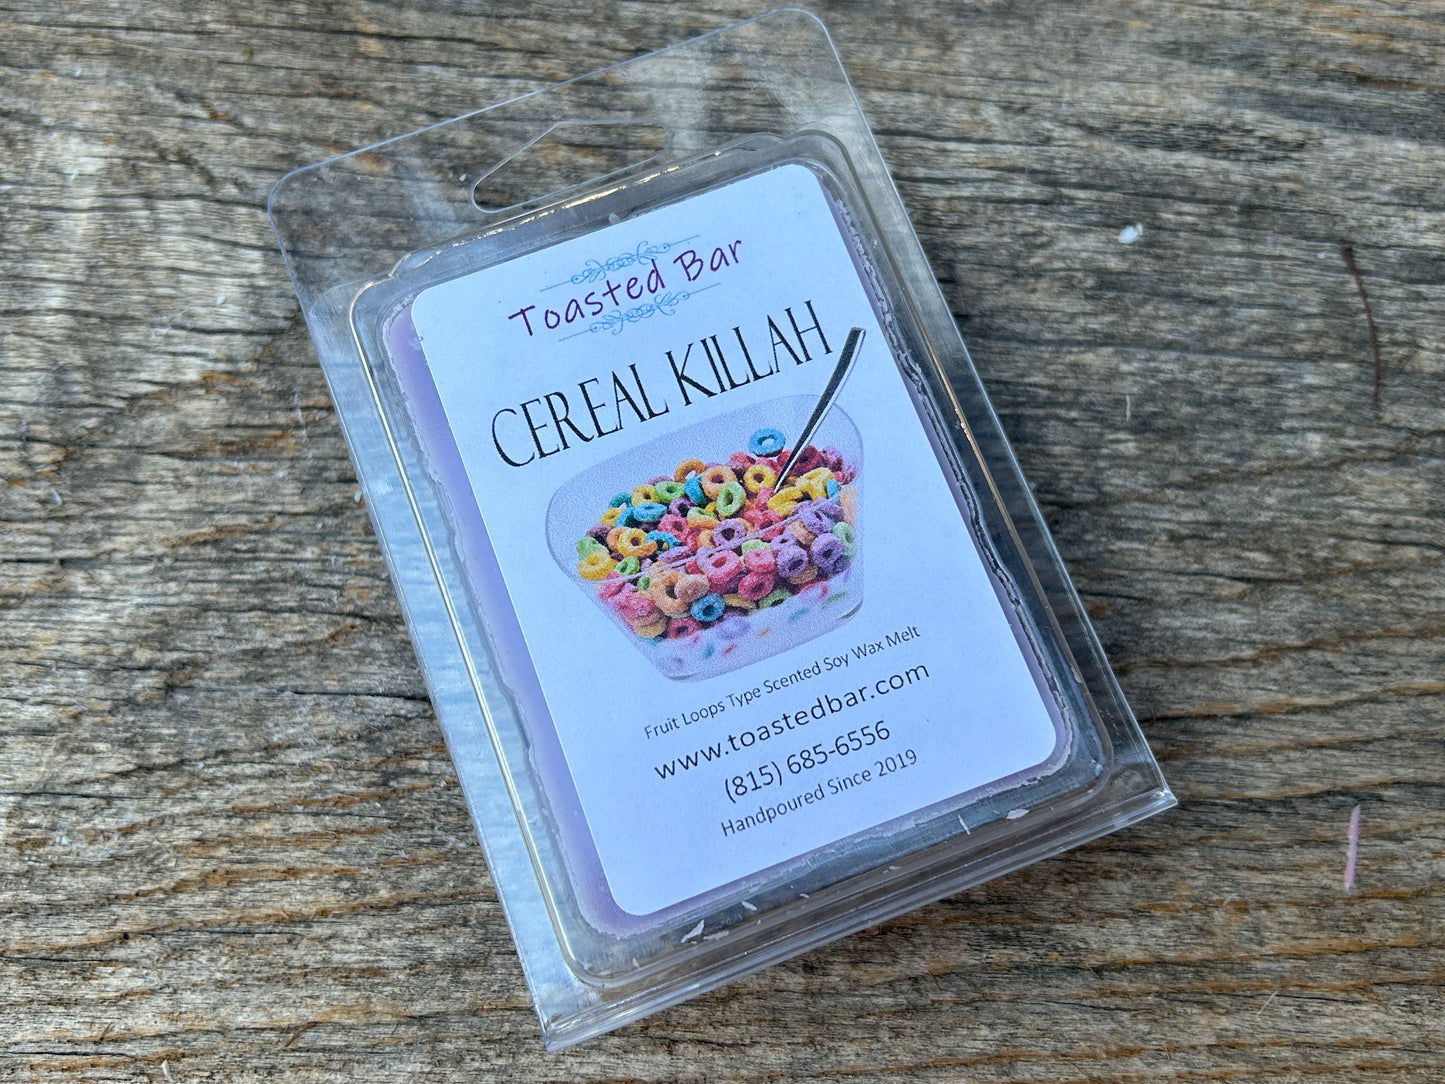 Toasted Bar
CEREAL KILLAH
Fruit Loops Type Scented Soy Wax Melt
www.toastedbar.com
(815) 685-6556
Handpoured Since 2019